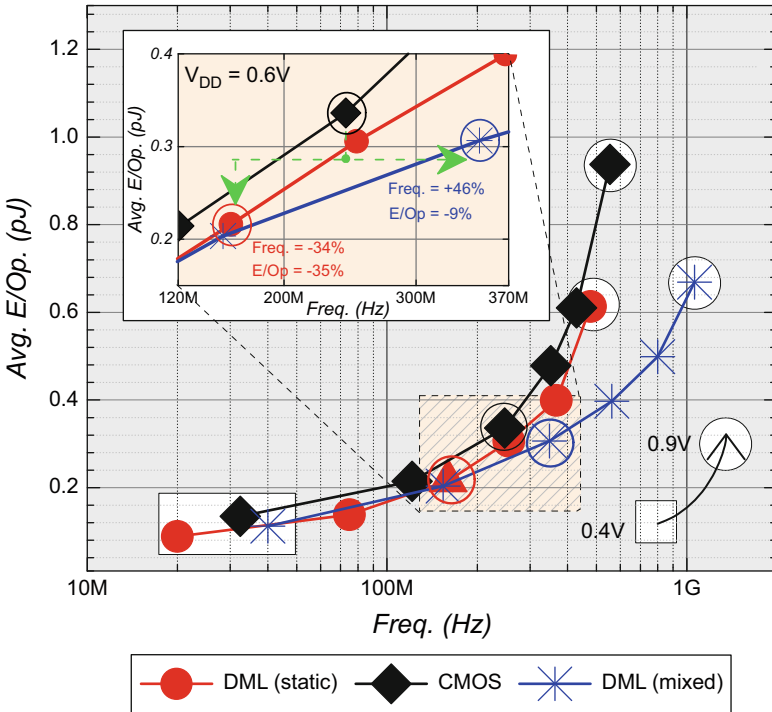 1.2
1.0
0.8
0.6
0.4
0.2
Avg. E/Op. (pJ)
0.4
0.3
0.2
Avg. E/Op. (pJ)
V_DD = 0.6V
Freq. = +46%
E/Op = -9%
Freq. = -34%
E/Op = -35%
120M 200M 300M 370M
Freq. (Hz)
0.9V
0.4V
10M 100M 1G
Freq. (Hz)
DML (static) CMOS DML (mixed)